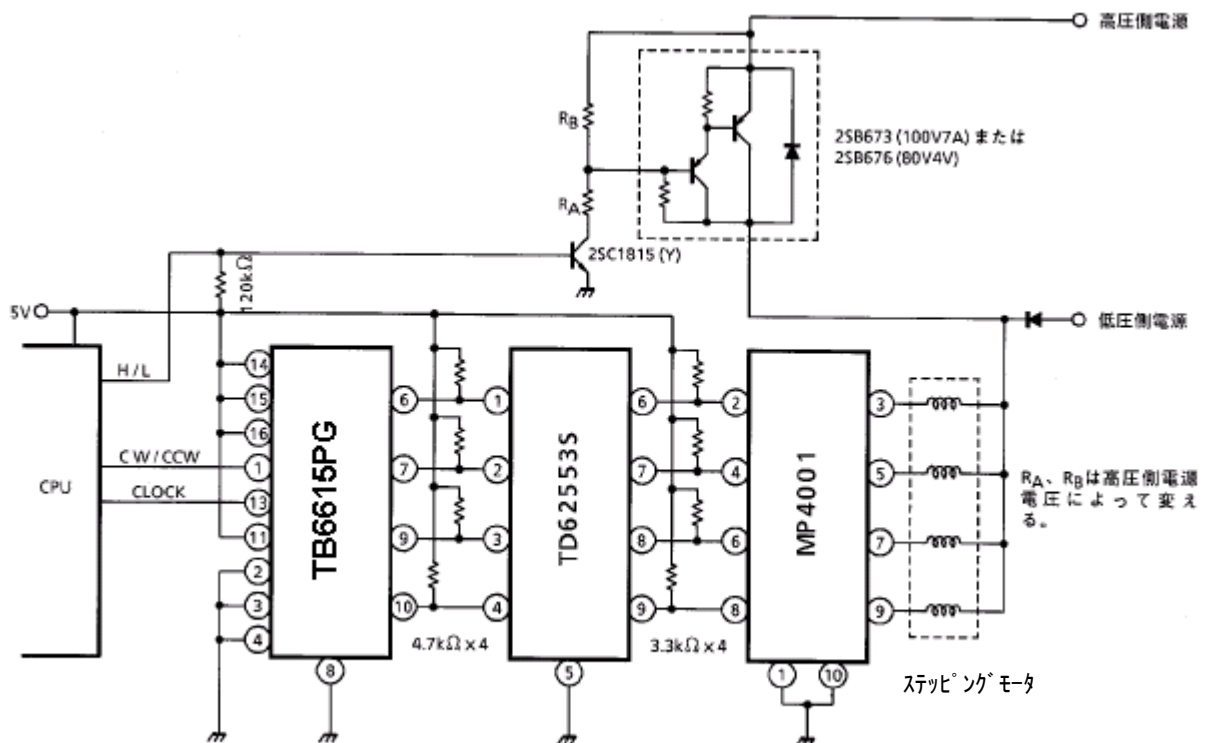 高圧側電源
RB
2SB673 (100V7A) または
2SB676 (80V4V)
RA
2SC1815 (Y)
120kΩ
5V
低圧側電源
H / L
CW/CCW
CLOCK
CPU
14
15
16
1
13
11
2
3
4
TB6615PG
6
7
9
10
8
4.7kΩ x 4
1
2
3
4
TD62553S
6
7
8
9
5
3.3kΩ x 4
2
4
6
8
MP4001
3
5
7
9
1
10
ステッピングモータ
RA、RBは高圧側電源
電圧によって変え
る。